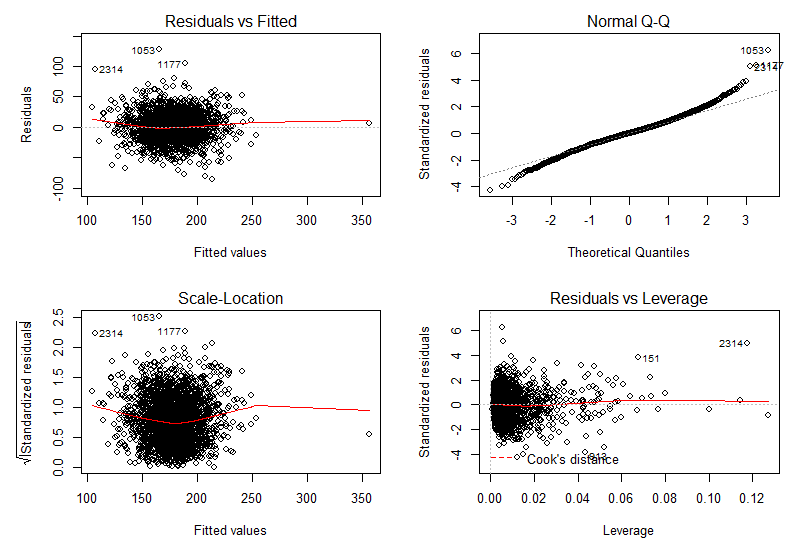 Residuals vs Fitted
Residuals
100
50
0
-100
1053
2314
1177
100 150 200 250 300 350
Fitted values
Normal Q-Q
Standardized residuals
6
4
2
0
-2
-4
1053
1177
2314
-3 -2 -1 0 1 2 3
Theoretical Quantiles
Scale-Location
√|Standardized residuals|
2.5
2.0
1.5
1.0
0.5
0.0
1053
2314
1177
100 150 200 250 300 350
Fitted values
Residuals vs Leverage
Standardized residuals
6
4
2
0
-2
-4
2314
151
Cook's distance
0.00 0.02 0.04 0.06 0.08 0.10 0.12
Leverage